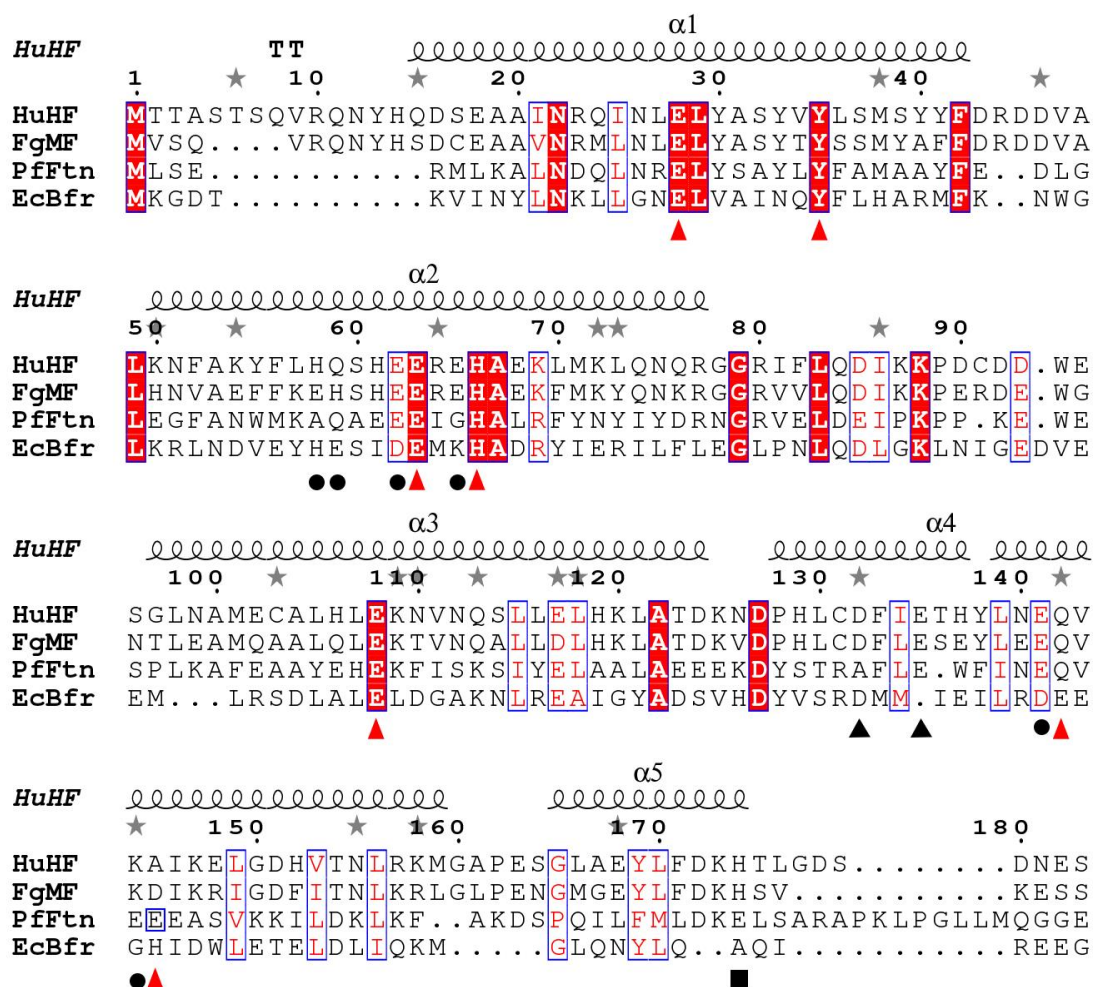 α1
HuHF TT
1 10 20 30 40
HuHF MTTASTSQVRQNYHQDSEAAINRQINLELYASYVYLSMSYYFDRDDVA
FgMF MVSQ....VRQNYHSDCEAAVNRMLNLELYASYTYSSMYAFFDRDDVA
PfFtn MLSE...........RMLKALNDQLNRELYSAYLYFAMAAYFE..DLG
EcBfr MKGDT..........KVINYLNKLLGNELVAINQYFLHARMFK..NWG
α2
HuHF
50 60 70 80 90
HuHF LKNFAKYFLHQSHEEREHAEKLMKLQNQRGGRIFLQDIKKPDCDD.WE
FgMF LHNVAEFFKEHSHEEREHAEKFMKYQNKRGGRVVLQDIKKPERDE.WG
PfFtn LEGFANWMKAQAEEEIGHALRFYNYIYDRNGRVELDEIPKPP.KE.WE
EcBfr LKRLNDVEYHESIDEMKHADRYIERILFLEGLPNLQDLGKLNIGEDVE
α3 α4
HuHF
100 110 120 130 140
HuHF SGLNAMECALHLEKNVNQSLLELHKLATDKNDPHLCDFIETHYLNEQV
FgMF NTLEAMQAALQLEKTVNQALLDLHKLATDKNDPHLCDFLESEYLEEQV
PfFtn SPLKAFEAAYEHEKFISKSIYELAALAEEEKDYSTRAFLE.WFINEQV
EcBfr EM...LRSDLALELDGAKNLREAIGYADSVHDYVSRDMM.IEILRDEE
α5
HuHF
150 160 170 180
HuHF KAIKELGDHVTNLRKMGAPESGLAEYLFDKHTLGDS........DNES
FgMF KDIKRIGDFITNLKRLGLPENGMGEYLFDKHSV...........KESS
PfFtn EEEASVKKILDKLKF..AKDSPQILFMLDKELSARAPKLPGLLMQGGE
EcBfr GHIDWLETELDLIQKM.....GLQNYLQ..AQI...........REEG